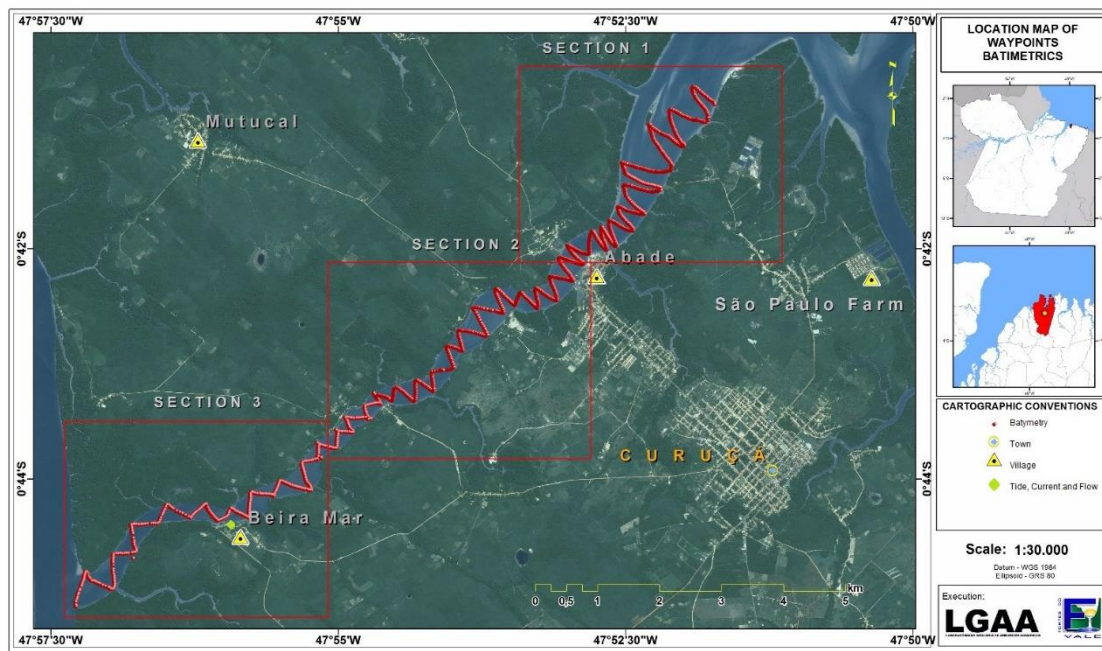 47°57'30"W
47°55'W
47°52'30"W
47°50'W
SECTION 1
LOCATION MAP OF
WAYPOINTS
BATIMETRICS
Mutucal
0°42'S
SECTION 2
0°42'S
Abade
São Paulo Farm
SECTION 3
CARTOGRAPHIC CONVENTIONS
Batymetry
Town
CURUÇÁ
Village
0°44'S
0°44'S
Tide, Current and Flow
Beira Mar
Scale: 1:30.000
Datum - WGS 1984
Ellipsoid - GRS 80
km
0 0,5 1 2 3 4 5
Execution:
LGAA
VALE
47°57'30"W
47°55'W
47°52'30"W
47°50'W